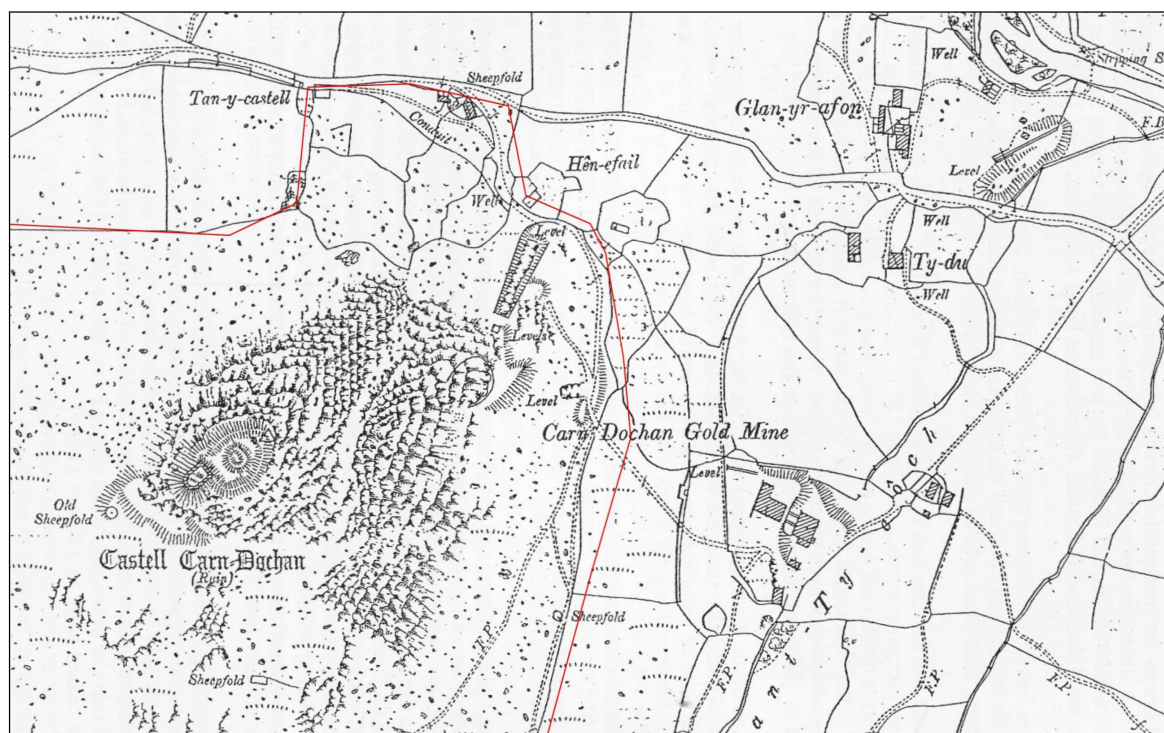 Sheepfold
Well
Stripping S
Tan-y-castell
Conduit
Glan-yr-afon
Hên-efail
Level
Well
Level
Well
Ty-du
Well
Levels
Level
Carn Dochan Gold Mine
Level
Old
Sheepfold
Castell Carn-Dochan
(Ruin)
Sheepfold
F.P.
Sheepfold
F.P.
F.P.
F.P.